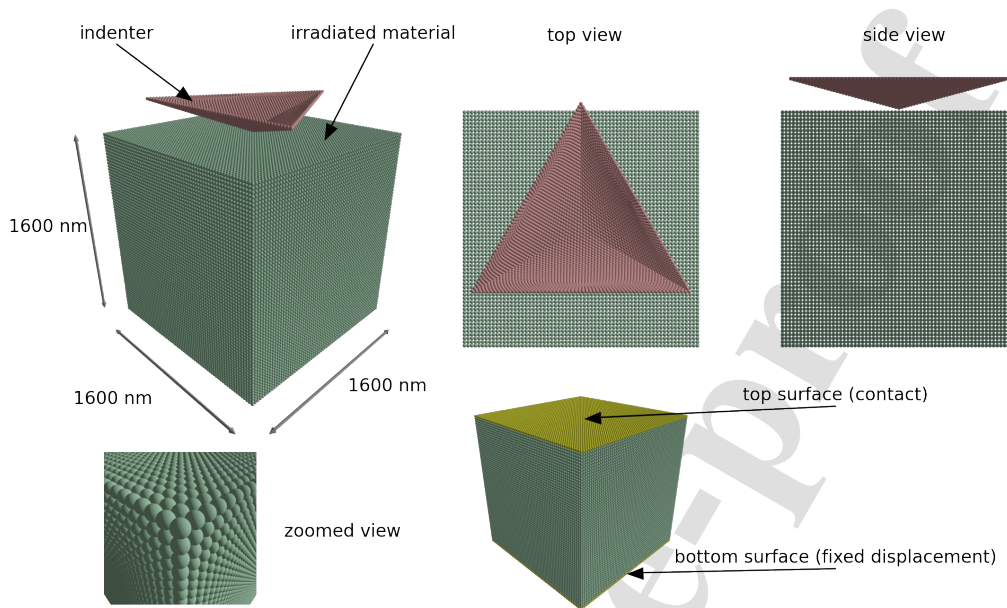 indenter
irradiated material
top view
side view
1600 nm
1600 nm
1600 nm
top surface (contact)
zoomed view
bottom surface (fixed displacement)